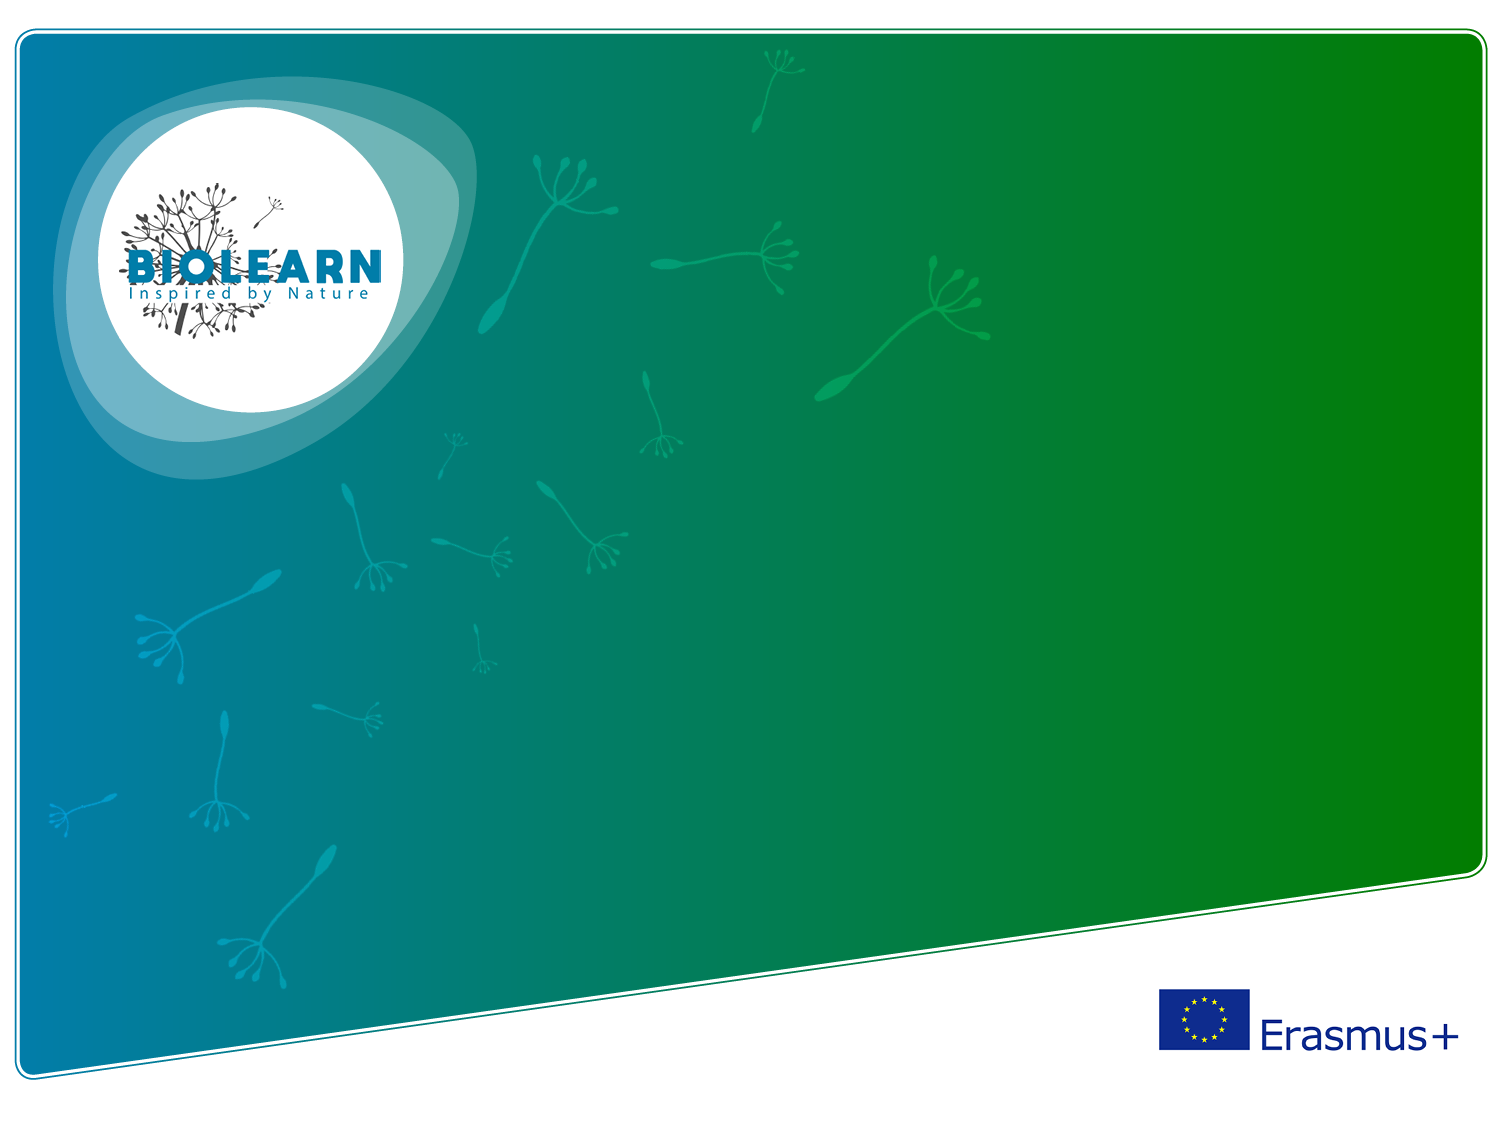 BIOLEARN
Inspired by Nature
Erasmus+